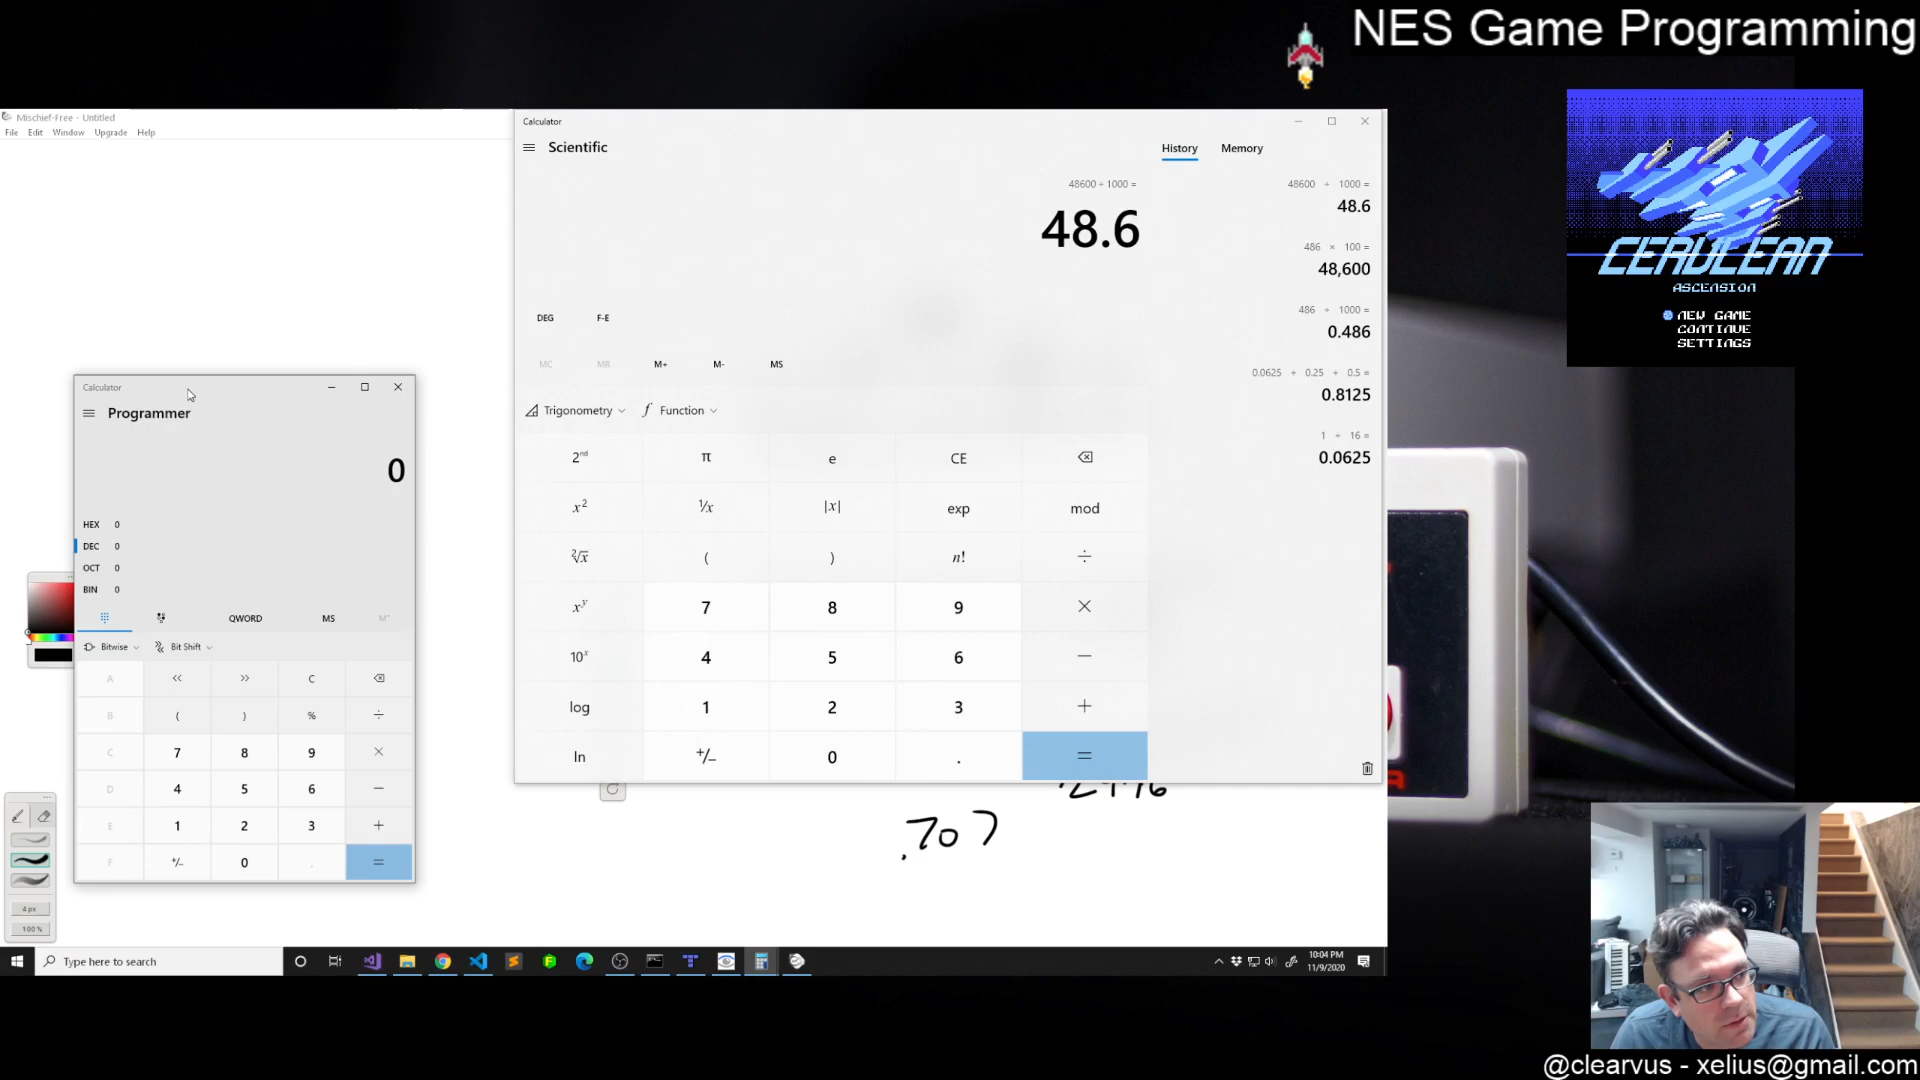 NES Game Programming
Mischief-Free - Untitled
File Edit Window Upgrade Help
Calculator
Scientific
History Memory
48600 ÷ 1000 =
48.6
48600 ÷ 1000 =
48.6
486 × 100 =
48,600
486 ÷ 1000 =
0.486
0.0625 + 0.25 + 0.5 =
0.8125
1 ÷ 16 =
0.0625
DEG F-E
MC MR M+ M- MS
Trigonometry Function
2nd π e CE
x2 1/x |x| exp mod
2√x ( ) n! ÷
xy 7 8 9 ×
10x 4 5 6 −
log 1 2 3 +
ln +/− 0 . =
CERULEAN
ASCENSION
NEW GAME
CONTINUE
SETTINGS
Calculator
Programmer
0
HEX 0
DEC 0
OCT 0
BIN 0
QWORD MS M˅
Bitwise Bit Shift
A << >> C
B ( ) % ÷
C 7 8 9 ×
D 4 5 6 −
E 1 2 3 +
F +/− 0 . =
.707
4 px
100 %
Type here to search
10:04 PM
11/9/2020
@clearvus - xelius@gmail.com